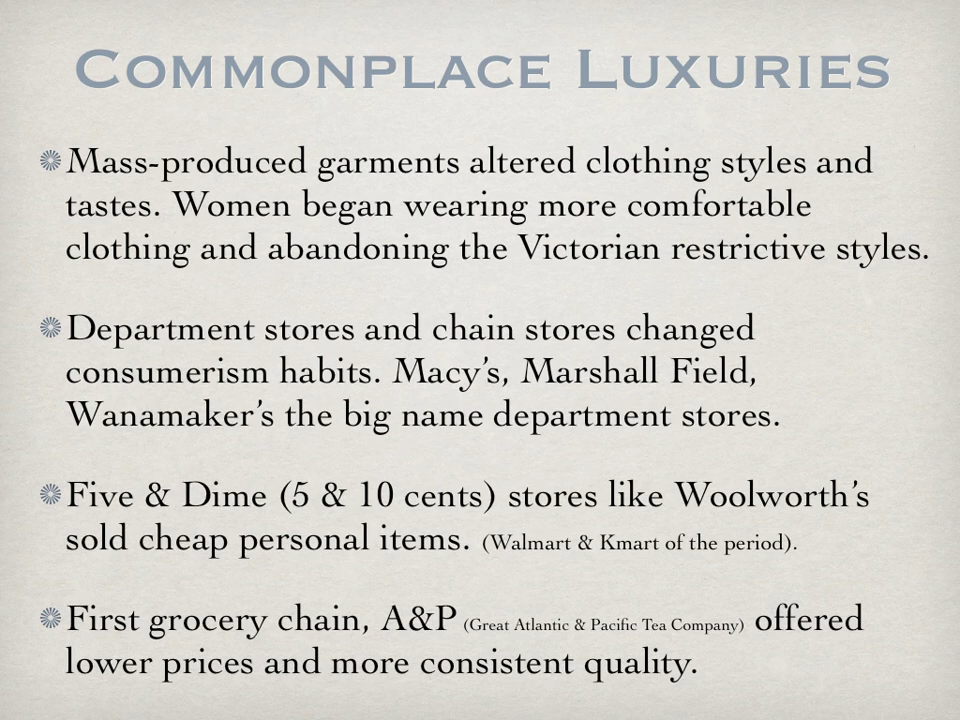 Commonplace Luxuries
Mass-produced garments altered clothing styles and
tastes. Women began wearing more comfortable
clothing and abandoning the Victorian restrictive styles.
Department stores and chain stores changed
consumerism habits. Macy's, Marshall Field,
Wanamaker's the big name department stores.
Five & Dime (5 & 10 cents) stores like Woolworth's
sold cheap personal items. (Walmart & Kmart of the period).
First grocery chain, A&P (Great Atlantic & Pacific Tea Company) offered
lower prices and more consistent quality.